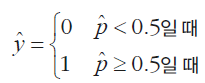 ŷ = { 0 p̂ < 0.5일 때
1 p̂ ≥ 0.5일 때